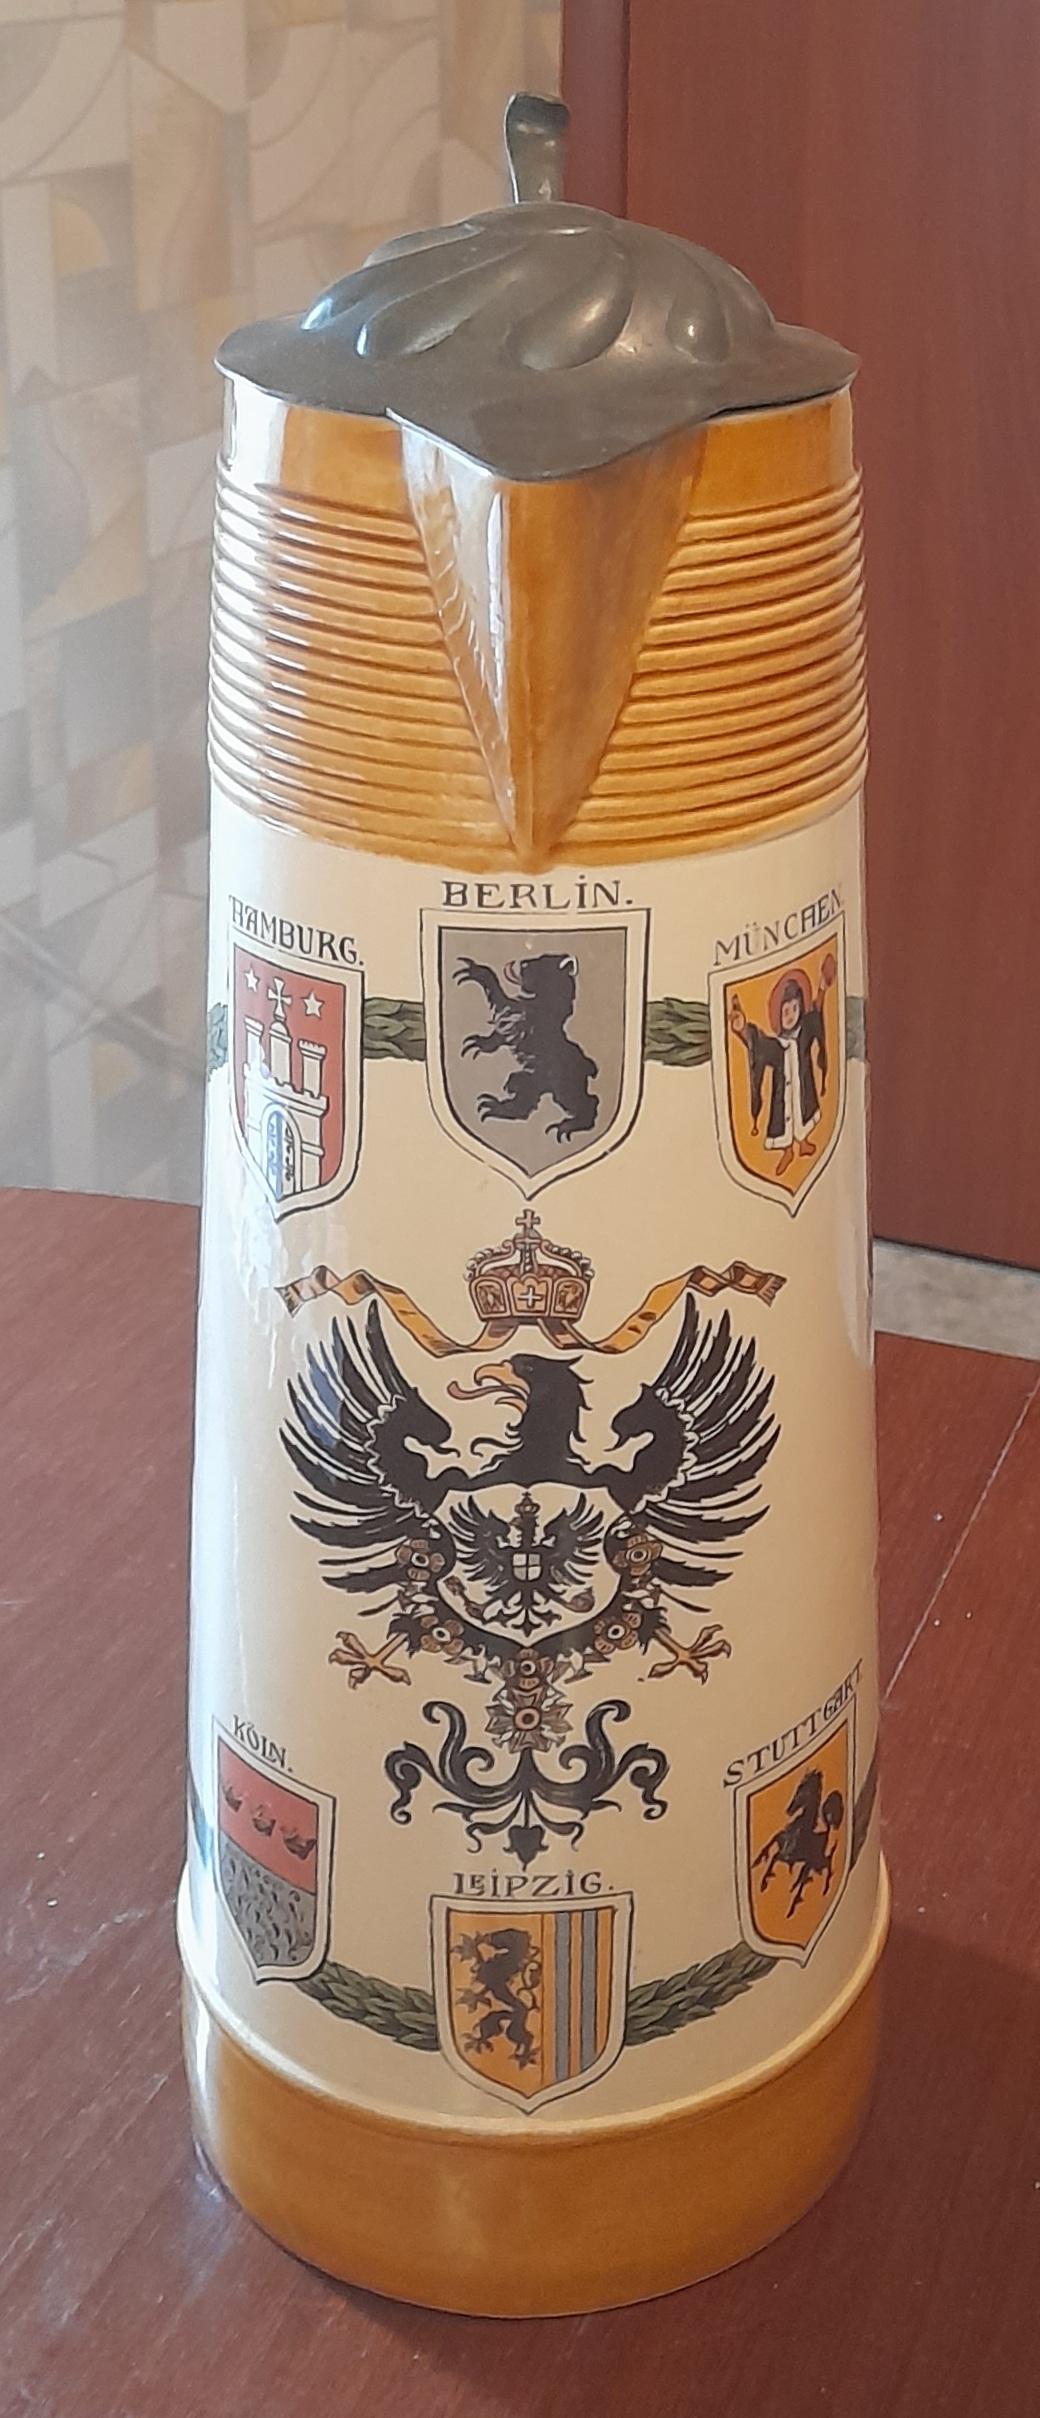 BERLIN.
HAMBURG.
MÜNCHEN.
KÖLN.
STUTTGART
LEIPZIG.